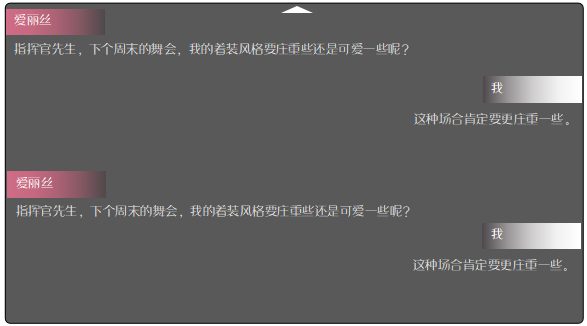 爱丽丝
指挥官先生，下个周末的舞会，我的着装风格要庄重些还是可爱一些呢？
我
这种场合肯定要更庄重一些。
爱丽丝
指挥官先生，下个周末的舞会，我的着装风格要庄重些还是可爱一些呢？
我
这种场合肯定要更庄重一些。